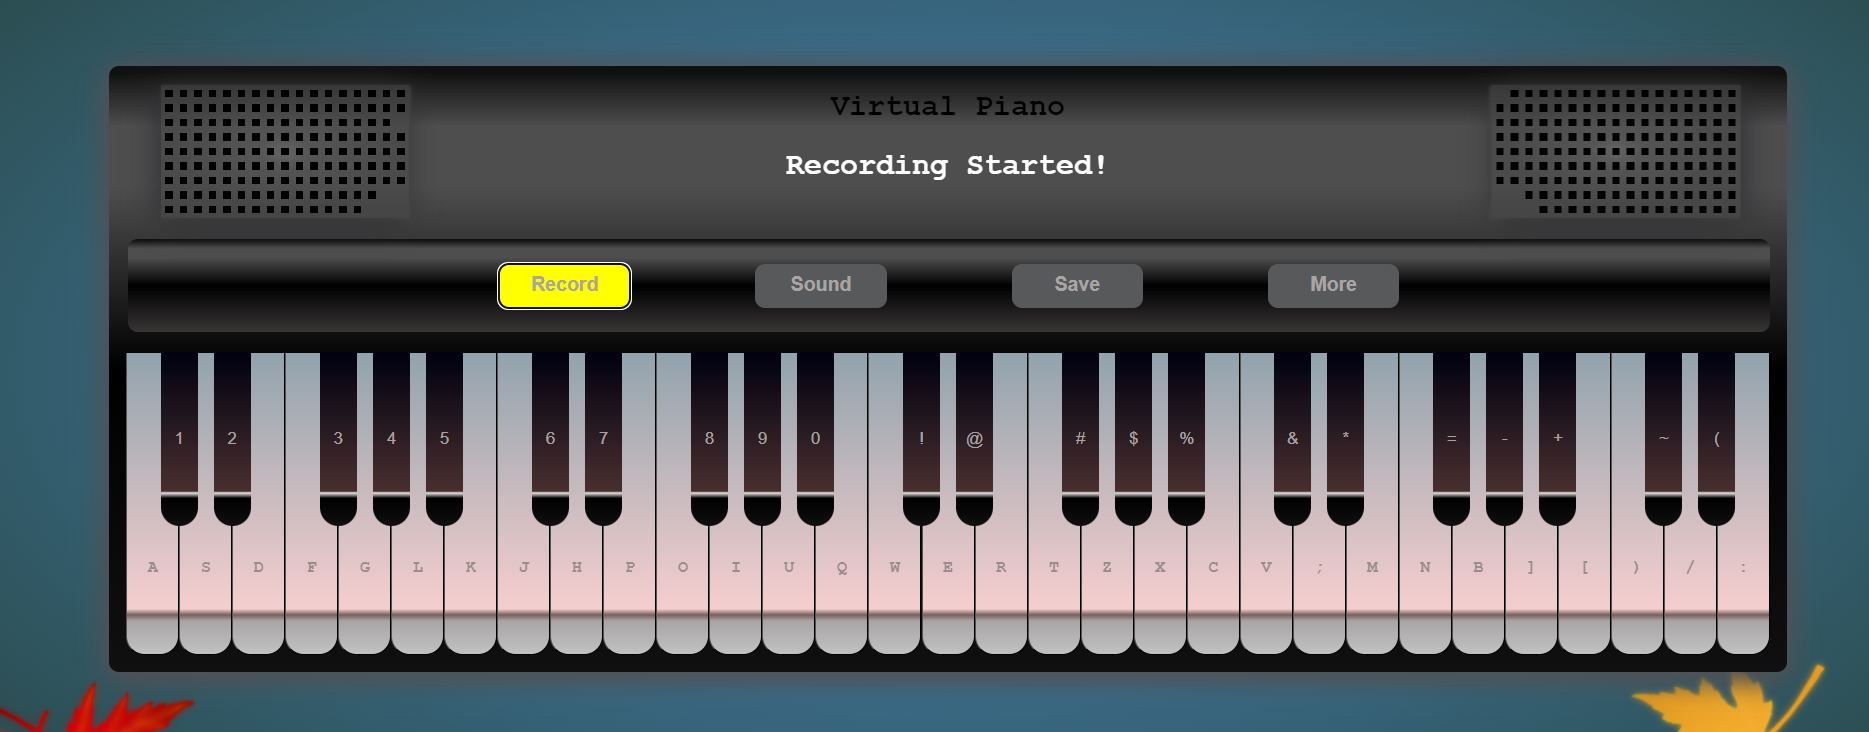 Virtual Piano
Recording Started!
Record Sound Save More
1 2 3 4 5 6 7 8 9 0 ! @ # $ % & * = - + ~ (
A S D F G L K J H P O I U Q W E R T Z X C V ; M N B ] [ ) / :